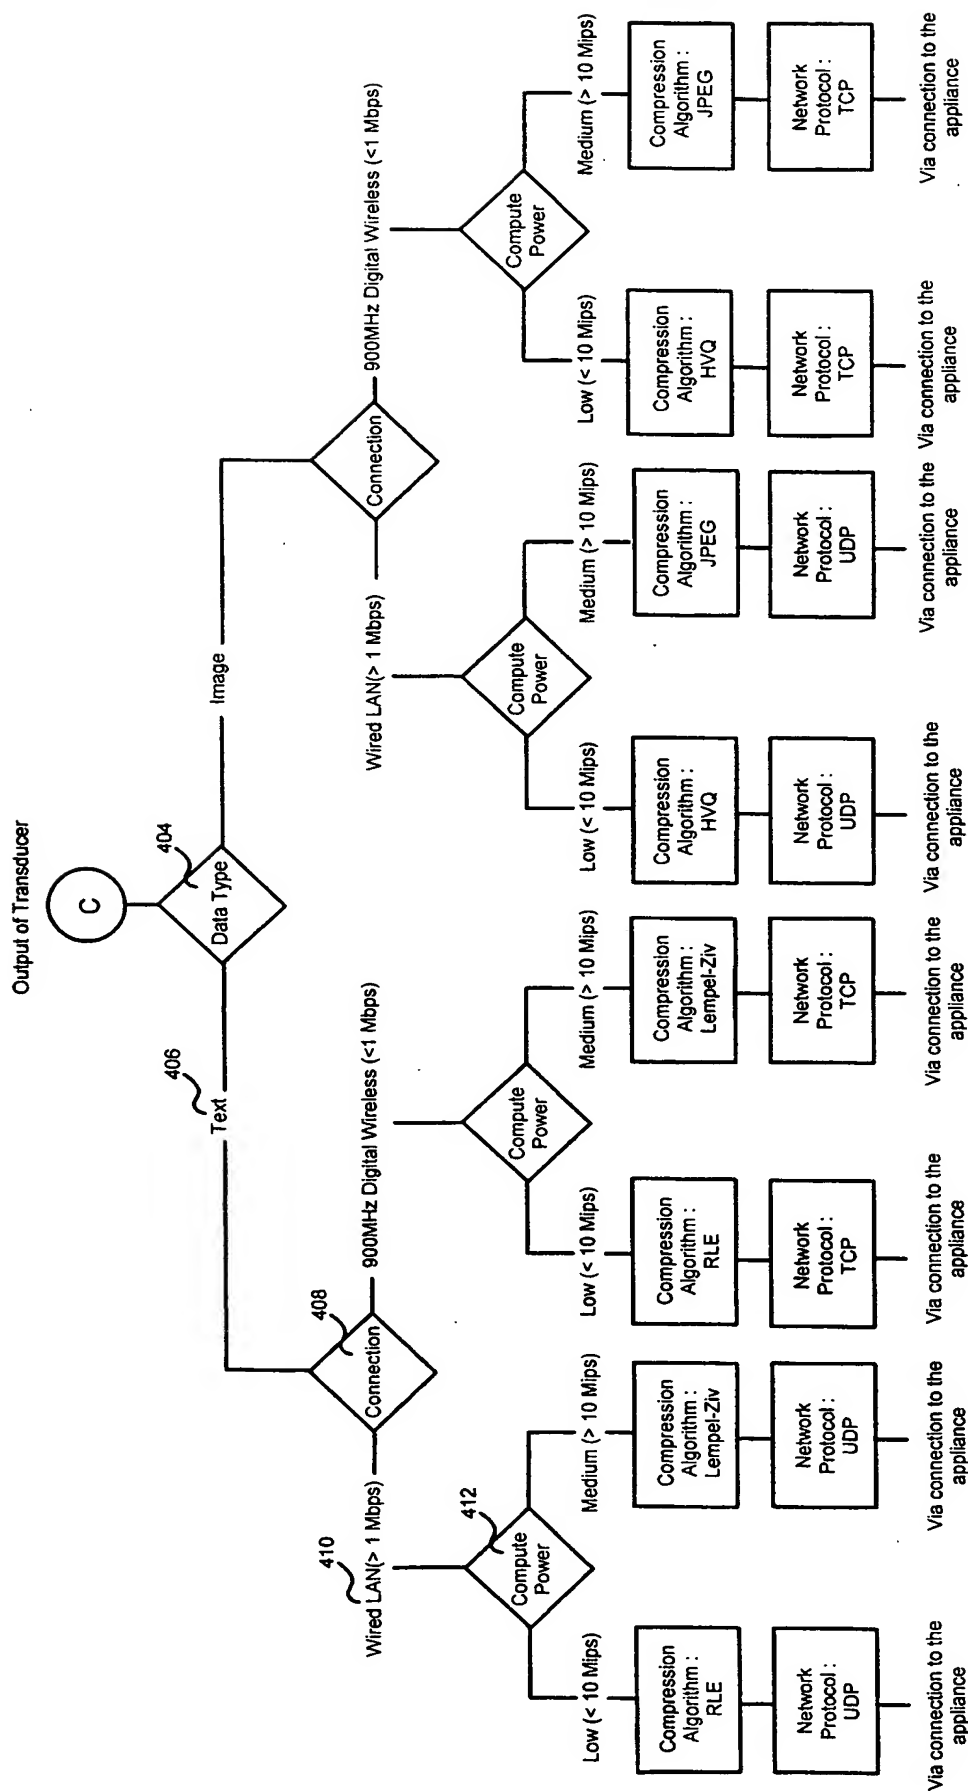 Output of Transducer
C
404
Data Type
406
Text
Image
408
Connection
Connection
410
Wired LAN(> 1 Mbps)
900MHz Digital Wireless (<1 Mbps)
Wired LAN(> 1 Mbps)
900MHz Digital Wireless (<1 Mbps)
412
Compute
Power
Compute
Power
Compute
Power
Compute
Power
Low (< 10 Mips)
Medium (> 10 Mips)
Low (< 10 Mips)
Medium (> 10 Mips)
Low (< 10 Mips)
Medium (> 10 Mips)
Low (< 10 Mips)
Medium (> 10 Mips)
Compression
Algorithm :
RLE
Compression
Algorithm :
Lempel-Ziv
Compression
Algorithm :
RLE
Compression
Algorithm :
Lempel-Ziv
Compression
Algorithm :
HVQ
Compression
Algorithm :
JPEG
Compression
Algorithm :
HVQ
Compression
Algorithm :
JPEG
Network
Protocol :
UDP
Network
Protocol :
UDP
Network
Protocol :
TCP
Network
Protocol :
TCP
Network
Protocol :
UDP
Network
Protocol :
UDP
Network
Protocol :
TCP
Network
Protocol :
TCP
Via connection to the
appliance
Via connection to the
appliance
Via connection to the
appliance
Via connection to the
appliance
Via connection to the
appliance
Via connection to the
appliance
Via connection to the
appliance
Via connection to the
appliance